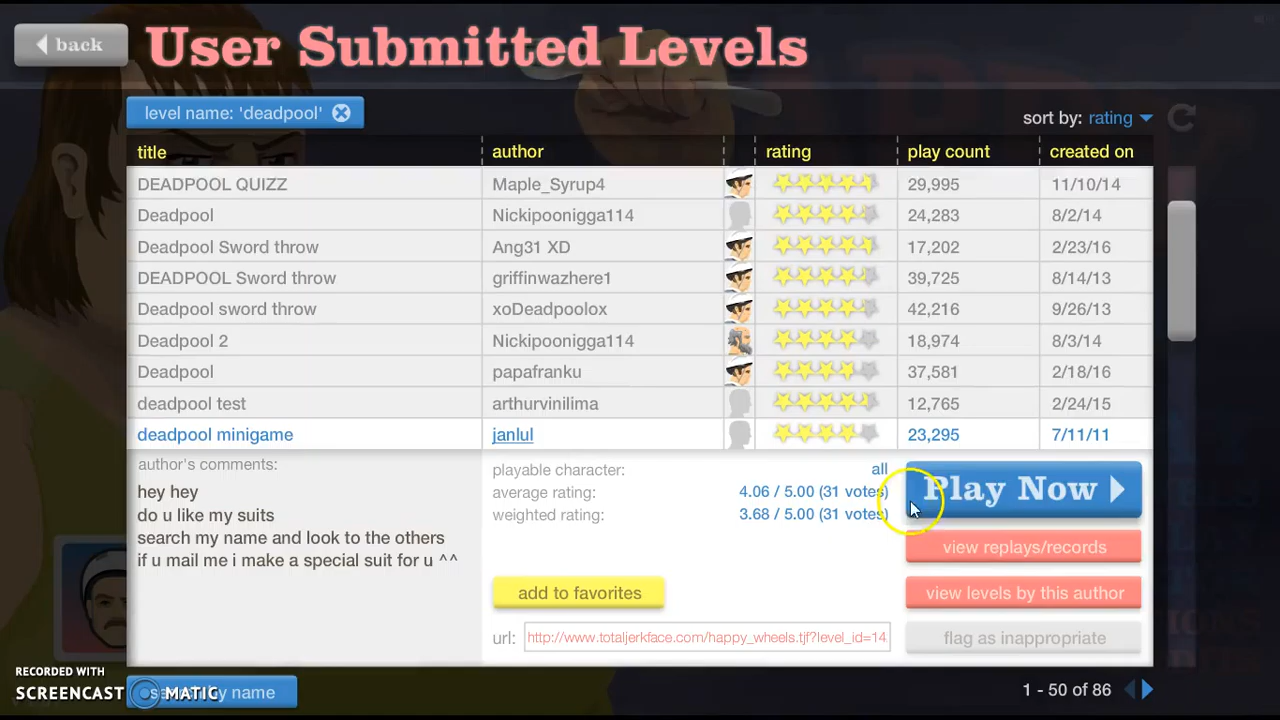 back
User Submitted Levels
level name: 'deadpool'
sort by: rating
title author rating play count created on
DEADPOOL QUIZZ Maple_Syrup4 29,995 11/10/14
Deadpool Nickipoonigga114 24,283 8/2/14
Deadpool Sword throw Ang31 XD 17,202 2/23/16
DEADPOOL Sword throw griffinwazhere1 39,725 8/14/13
Deadpool sword throw xoDeadpoolox 42,216 9/26/13
Deadpool 2 Nickipoonigga114 18,974 8/3/14
Deadpool papafranku 37,581 2/18/16
deadpool test arthurvinilima 12,765 2/24/15
deadpool minigame janlul 23,295 7/11/11
author's comments:
hey hey
do u like my suits
search my name and look to the others
if u mail me i make a special suit for u ^^
playable character: all
average rating: 4.06 / 5.00 (31 votes)
weighted rating: 3.68 / 5.00 (31 votes)
Play Now
view replays/records
add to favorites
view levels by this author
url: http://www.totaljerkface.com/happy_wheels.tjf?level_id=14
flag as inappropriate
RECORDED WITH
SCREENCAST MATIC
by name
1 - 50 of 86